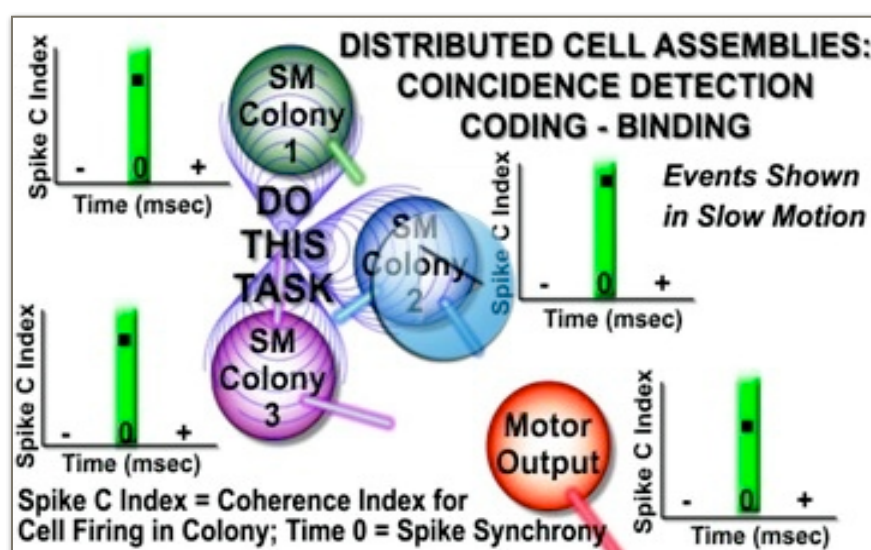 DISTRIBUTED CELL ASSEMBLIES:
COINCIDENCE DETECTION
CODING - BINDING
Events Shown
in Slow Motion
Spike C Index
- 0 +
Time (msec)
SM
Colony
1
DO
THIS
TASK
SM
Colony
2
Spike C Index
- 0 +
Time (msec)
Spike C Index
- 0 +
Time (msec)
SM
Colony
3
Motor
Output
Spike C Index
- 0 +
Time (msec)
Spike C Index = Coherence Index for
Cell Firing in Colony; Time 0 = Spike Synchrony